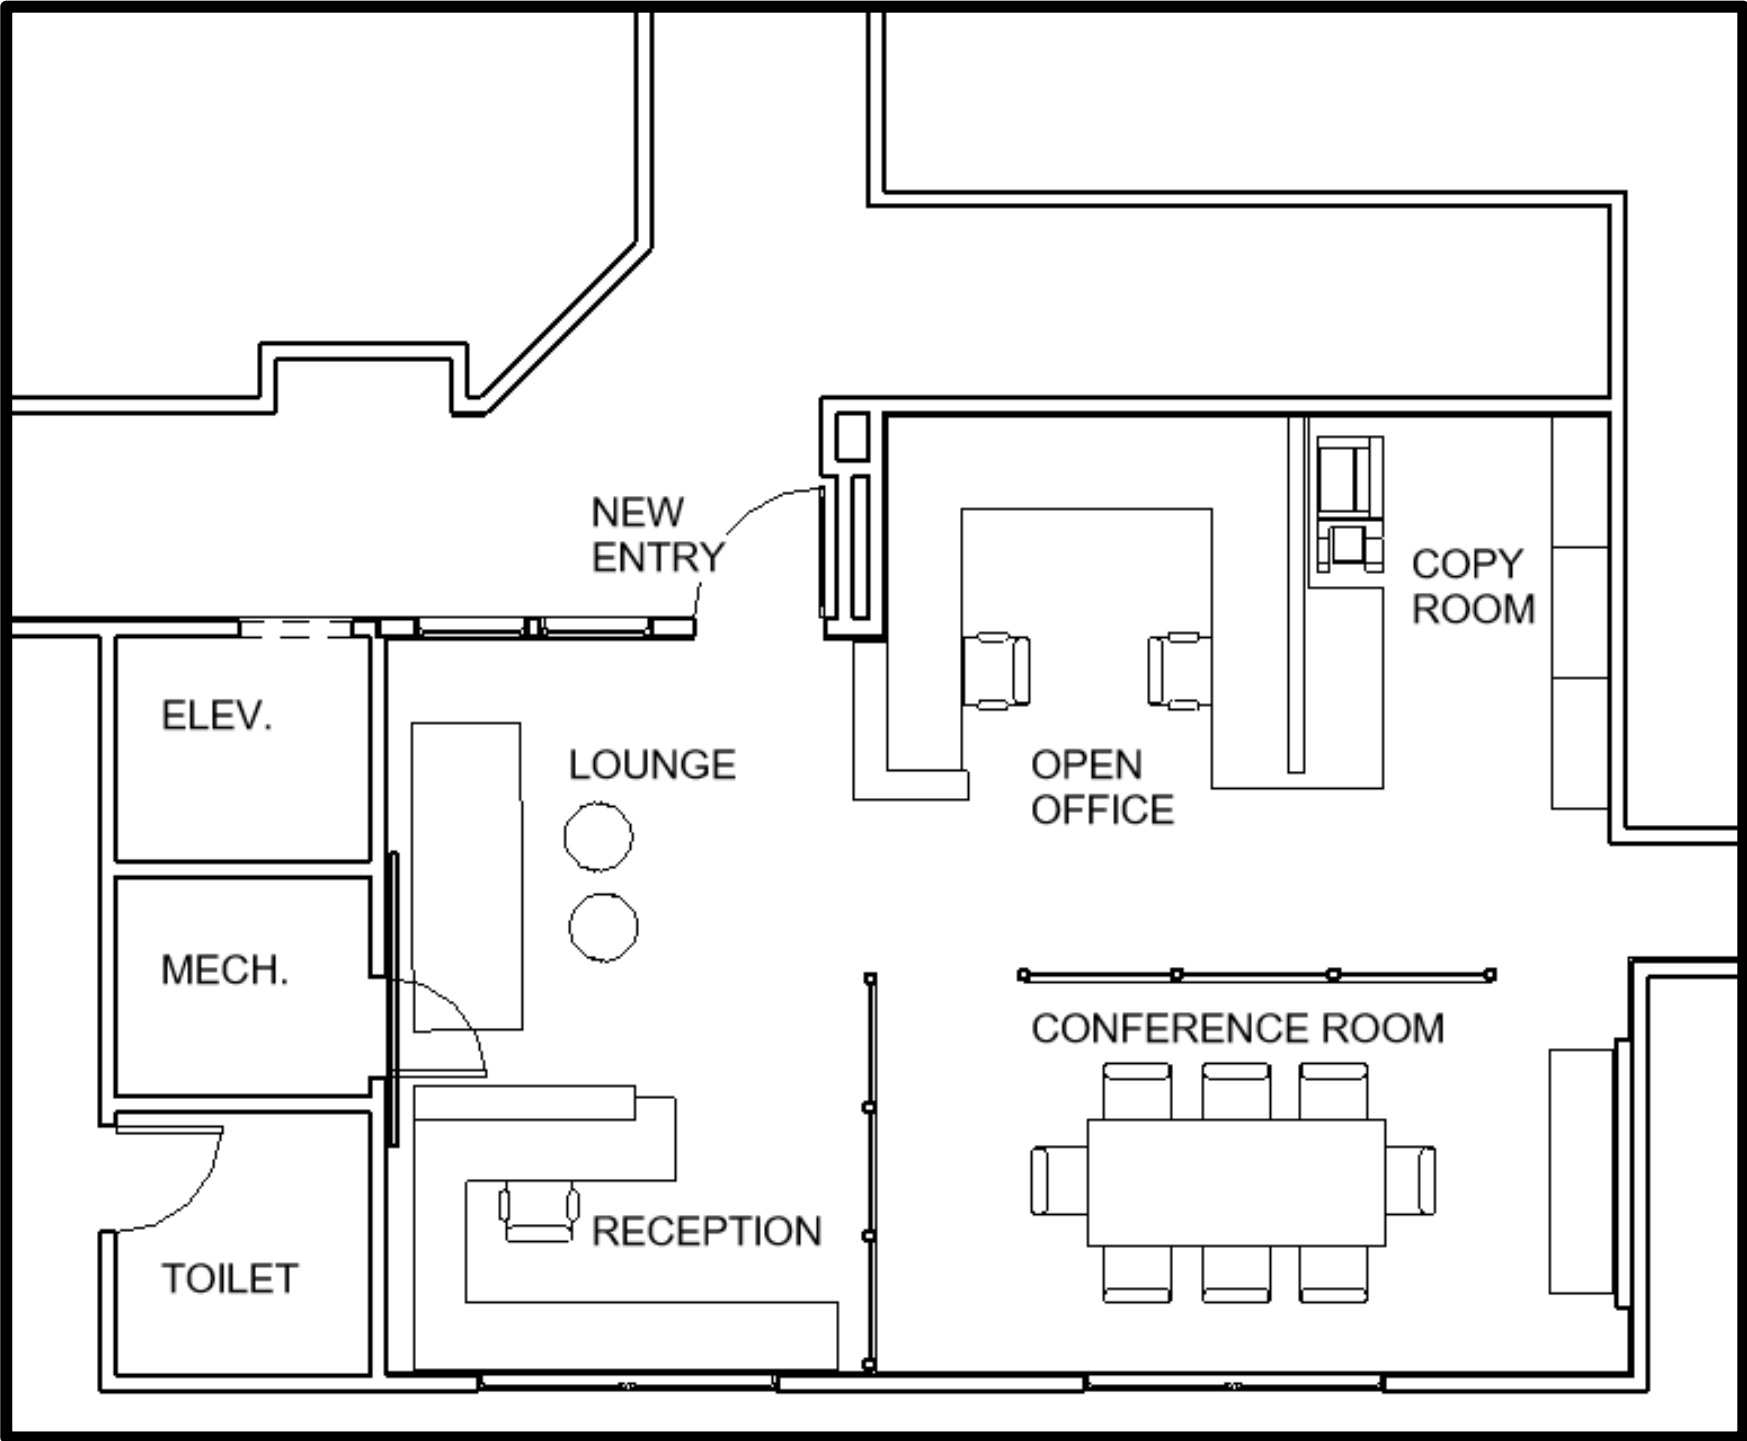 NEW
ENTRY
COPY
ROOM
ELEV.
LOUNGE
OPEN
OFFICE
MECH.
CONFERENCE ROOM
RECEPTION
TOILET